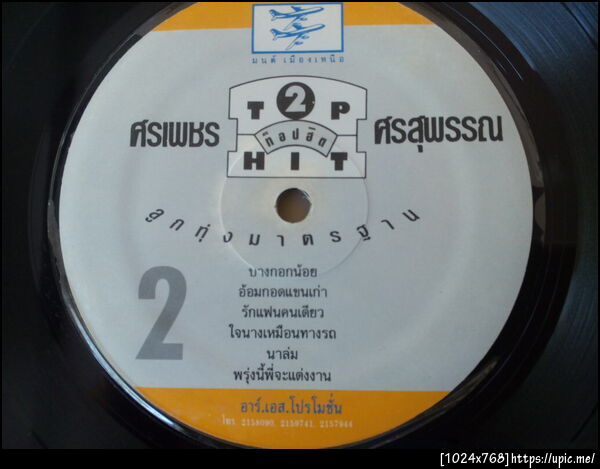 มนต์ เมืองเหนือ
2
TOP
ท็อปฮิต
HIT
ศรเพชร ศรสุพรรณ
ลูกทุ่งมาตรฐาน
2
บางกอกน้อย
อ้อมกอดแขนเก่า
รักแฟนคนเดียว
ใจนางเหมือนทางรถ
นาล่ม
พรุ่งนี้พี่จะแต่งงาน
อาร์.เอส.โปรโมชั่น
โทร. 2158090, 2159741, 2157944
[1024x768]https://upic.me/